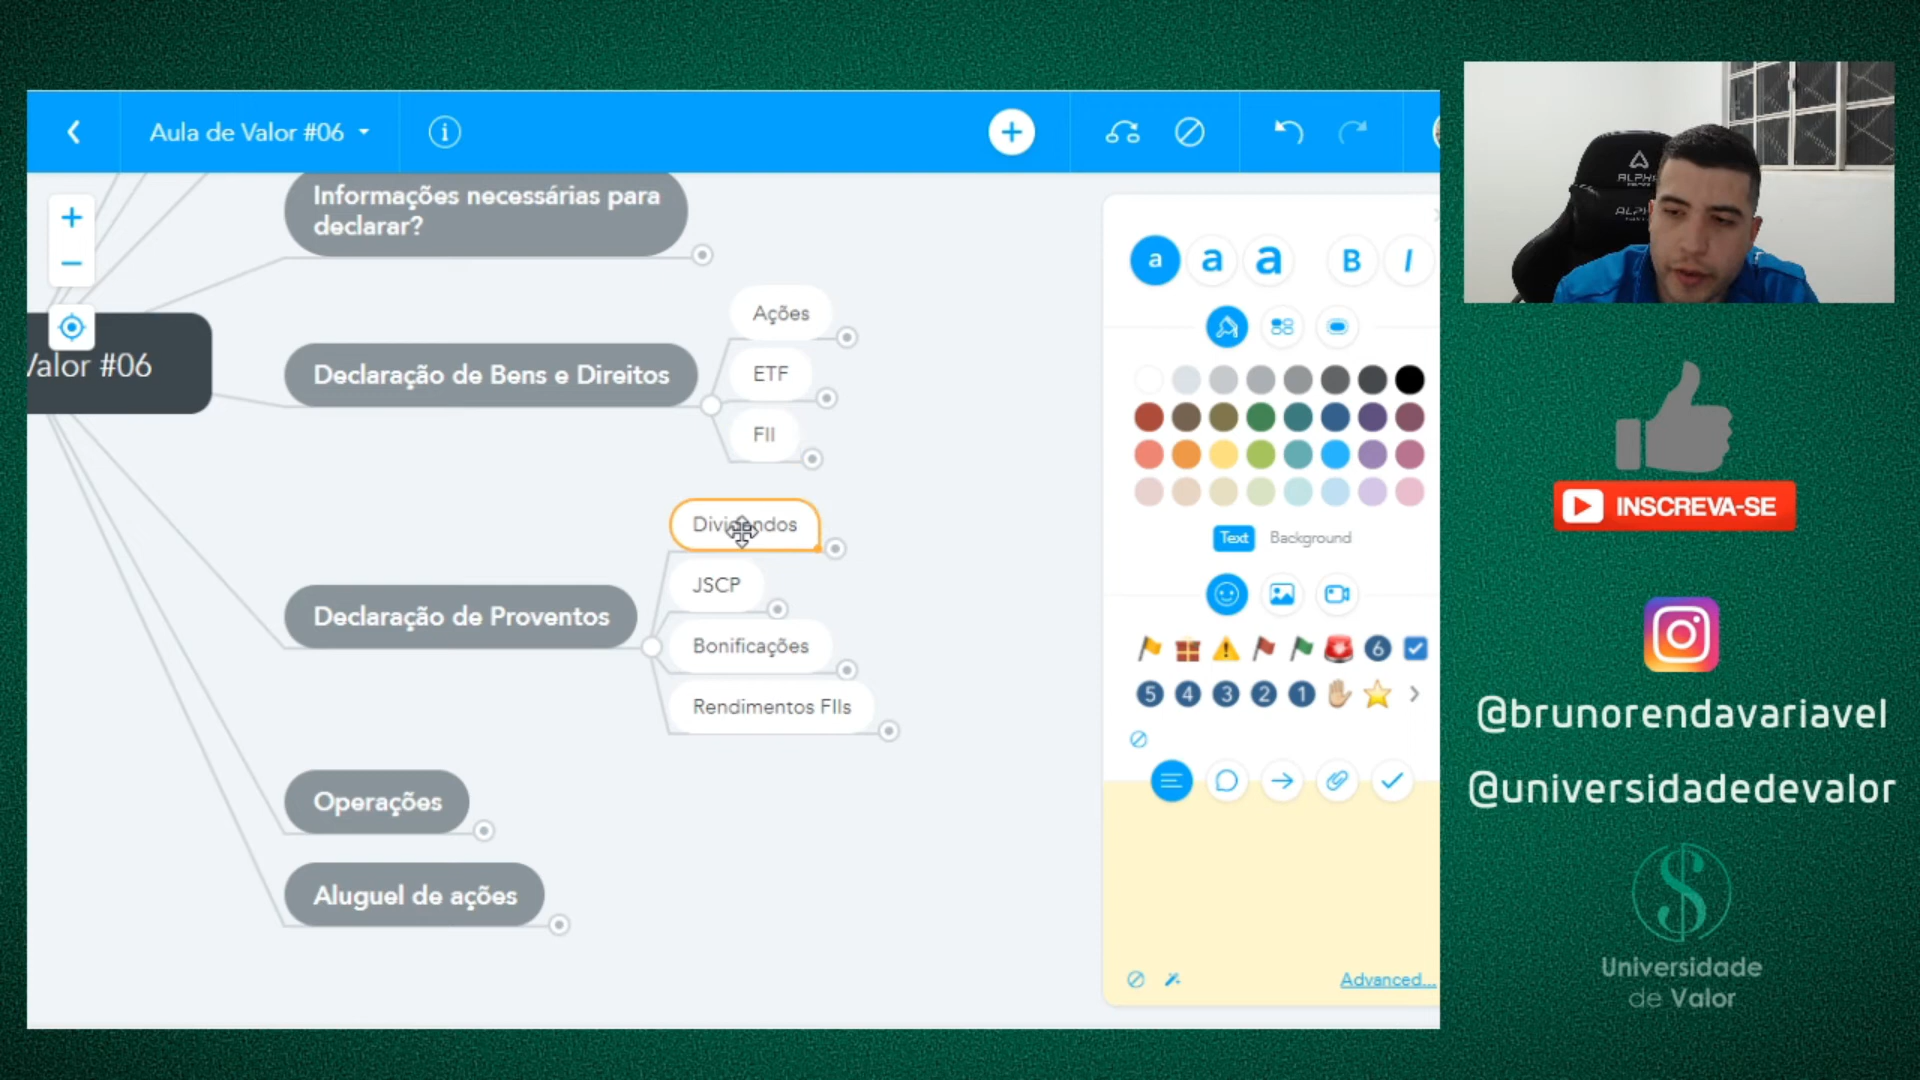 Aula de Valor #06
Informações necessárias para
declarar?
Valor #06
Declaração de Bens e Direitos
Ações
ETF
FII
Declaração de Proventos
Dividendos
JSCP
Bonificações
Rendimentos FIIs
Operações
Aluguel de ações
a a a B I
Text Background
6
5 4 3 2 1
Advanced...
ALPHA
INSCREVA-SE
@brunorendavariavel
@universidadedevalor
Universidade
de Valor